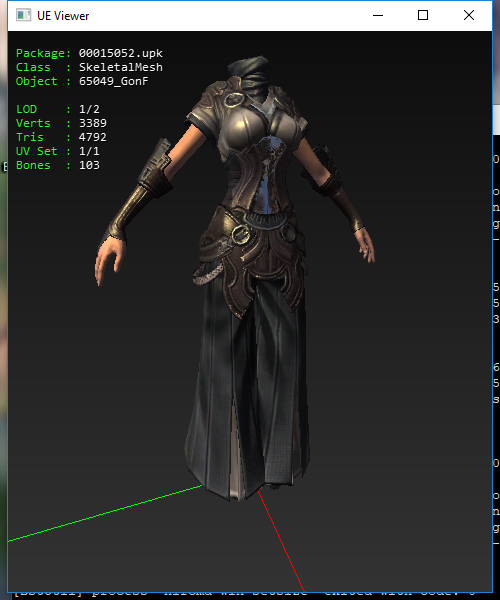 UE Viewer
Package: 00015052.upk
Class  : SkeletalMesh
Object : 65049_GonF
LOD    : 1/2
Verts  : 3389
Tris   : 4792
UV Set : 1/1
Bones  : 103